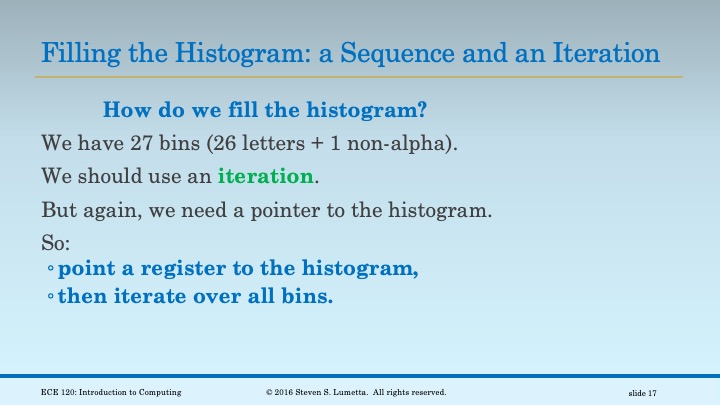 Filling the Histogram: a Sequence and an Iteration
How do we fill the histogram?
We have 27 bins (26 letters + 1 non-alpha).
We should use an iteration.
But again, we need a pointer to the histogram.
So:
◦ point a register to the histogram,
◦ then iterate over all bins.
ECE 120: Introduction to Computing © 2016 Steven S. Lumetta. All rights reserved. slide 17